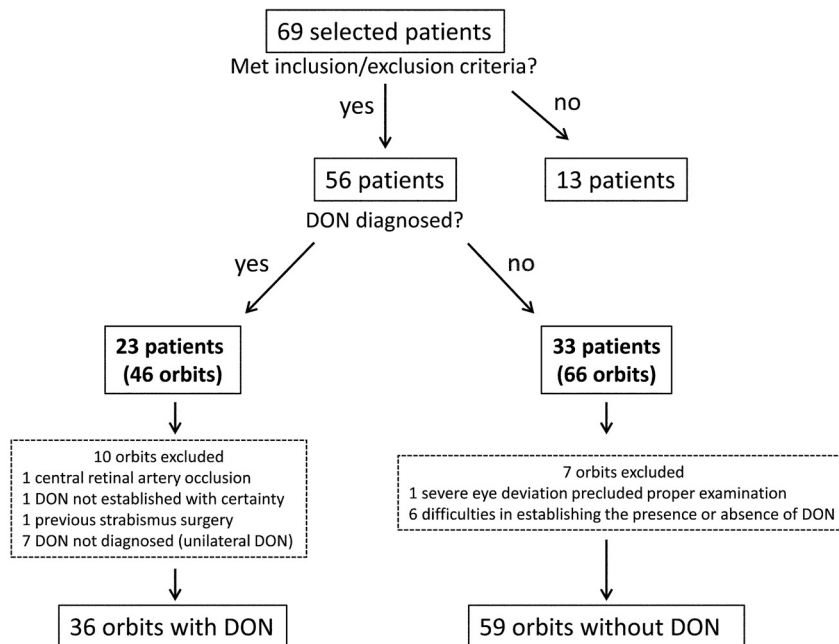 69 selected patients
Met inclusion/exclusion criteria?
yes
no
56 patients
13 patients
DON diagnosed?
yes
no
23 patients
(46 orbits)
33 patients
(66 orbits)
10 orbits excluded
1 central retinal artery occlusion
1 DON not established with certainty
1 previous strabismus surgery
7 DON not diagnosed (unilateral DON)
7 orbits excluded
1 severe eye deviation precluded proper examination
6 difficulties in establishing the presence or absence of DON
36 orbits with DON
59 orbits without DON